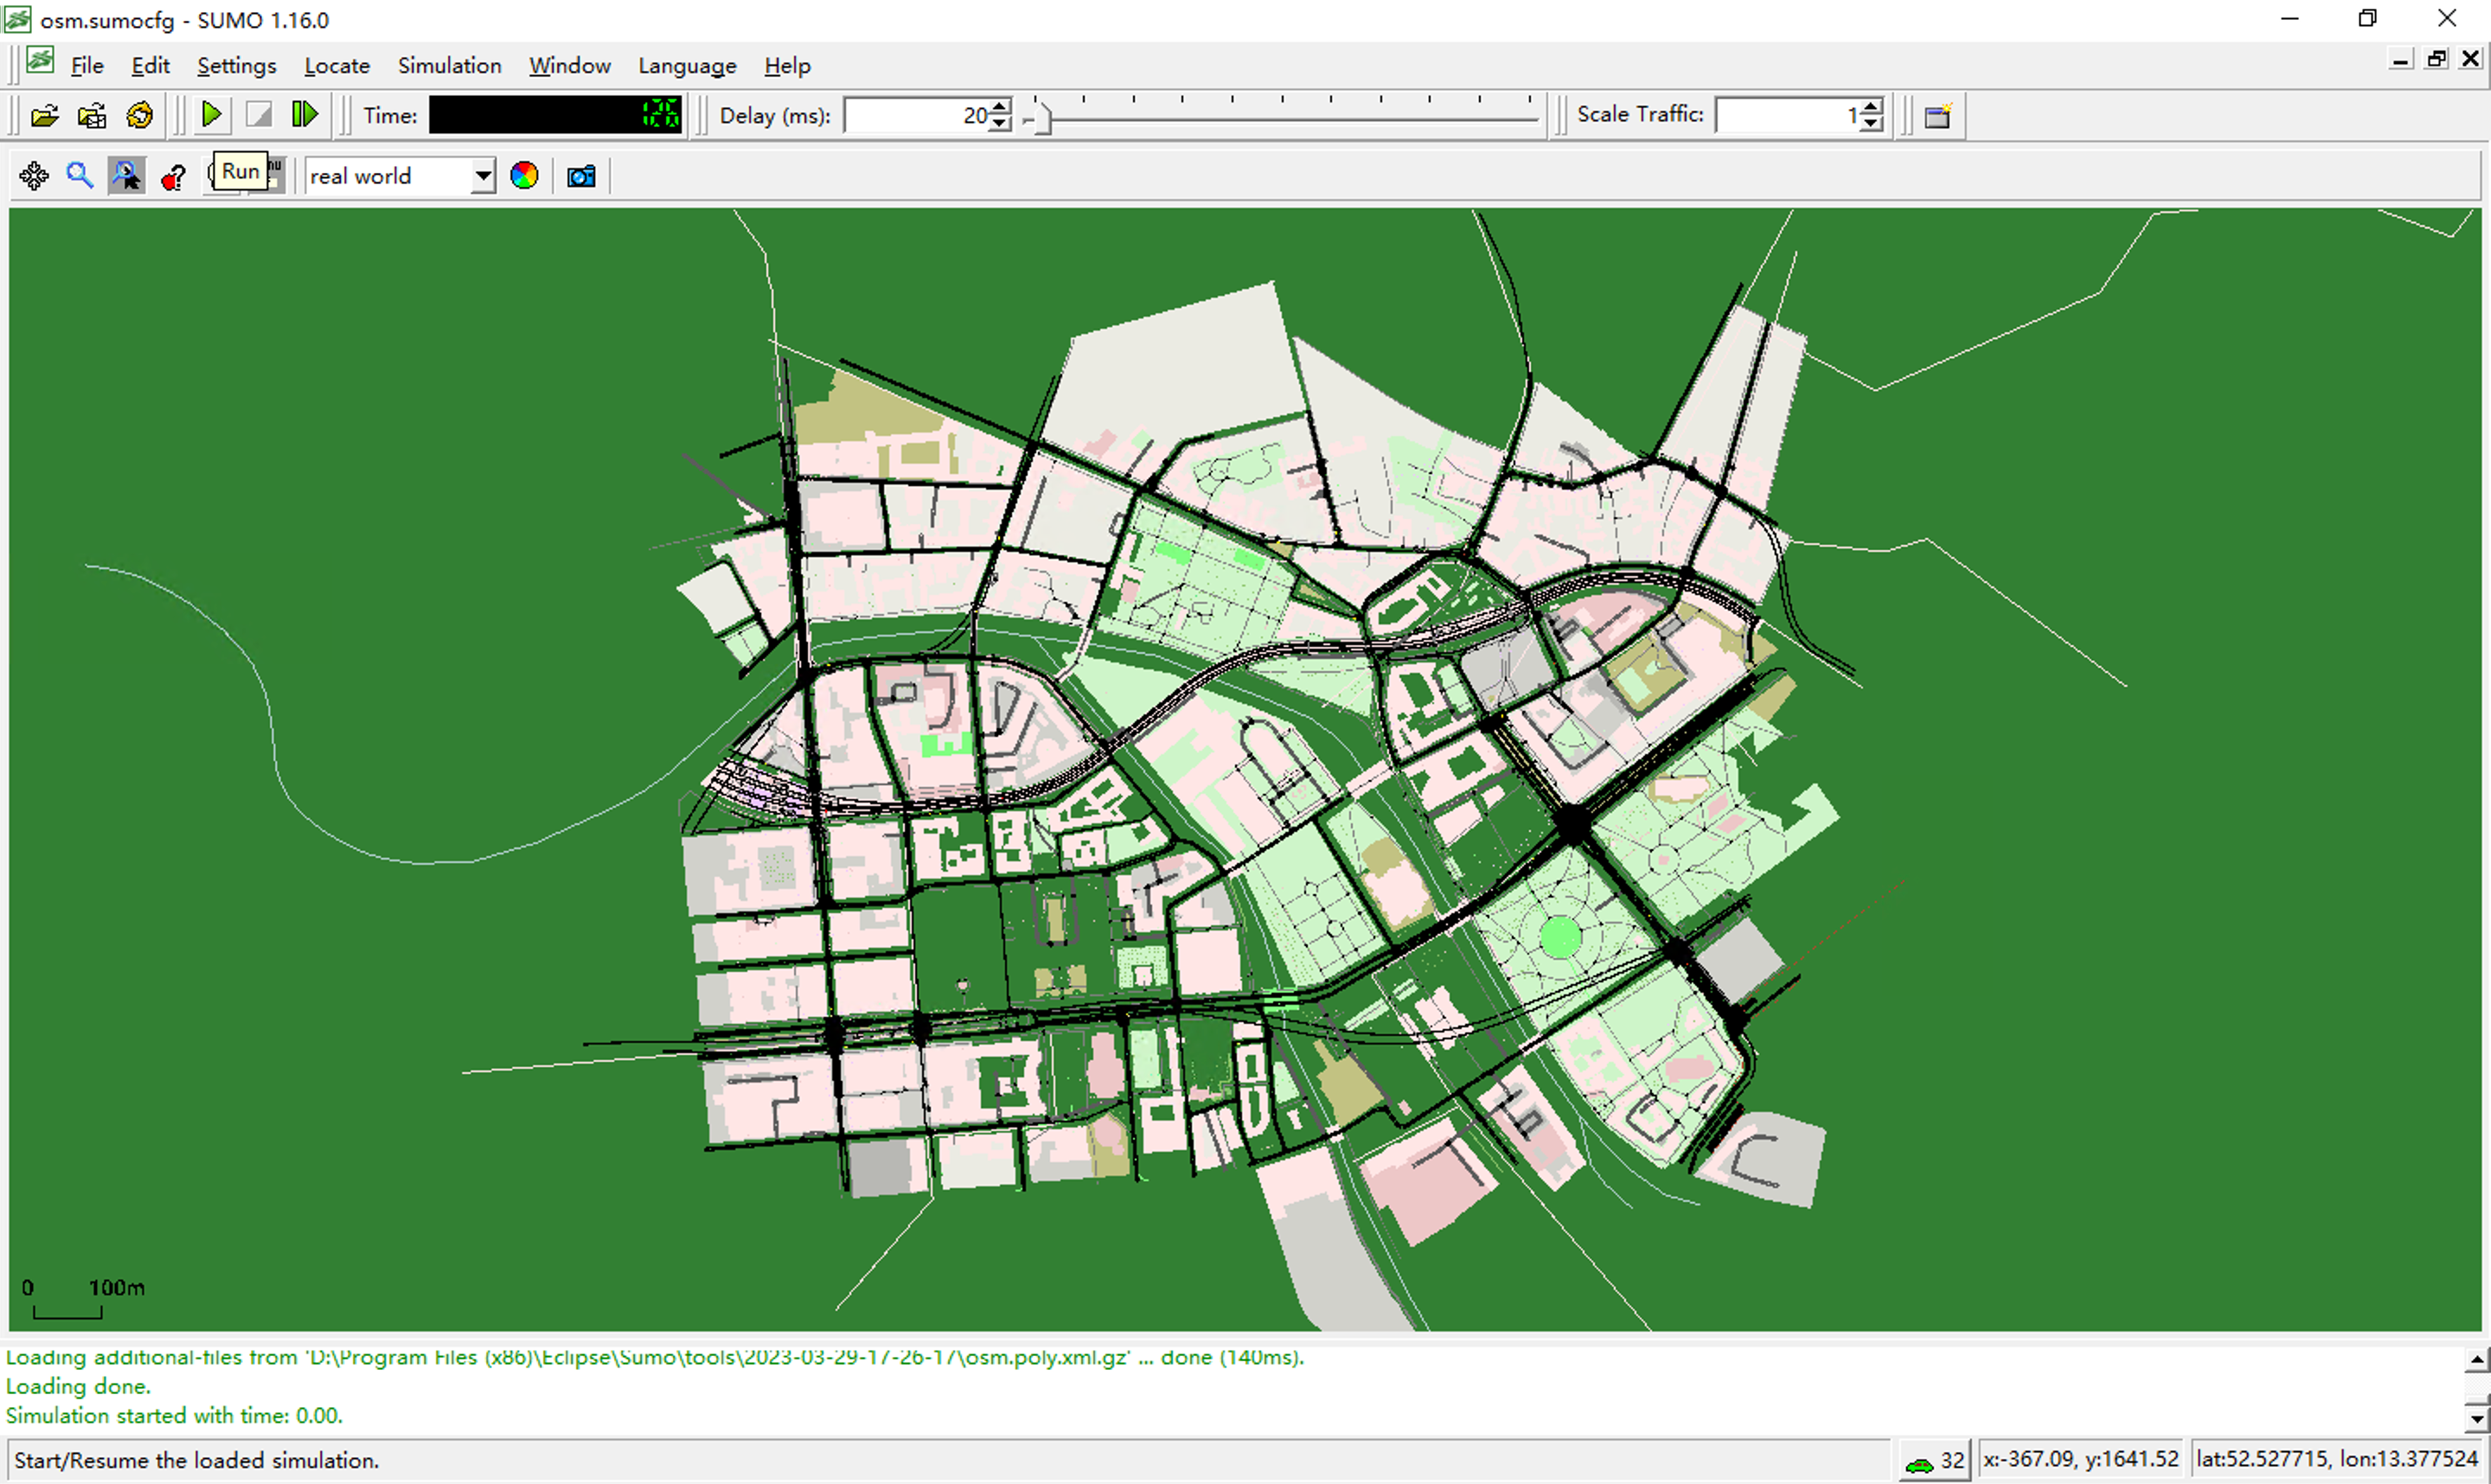 osm.sumocfg - SUMO 1.16.0
File Edit Settings Locate Simulation Window Language Help
Time: 126 Delay (ms): 20 Scale Traffic: 1
Run nu real world
0 100m
Loading additional-files from 'D:\Program Files (x86)\Eclipse\Sumo\tools\2023-03-29-17-26-17\osm.poly.xml.gz' ... done (140ms).
Loading done.
Simulation started with time: 0.00.
Start/Resume the loaded simulation. 32 x:-367.09, y:1641.52 lat:52.527715, lon:13.377524